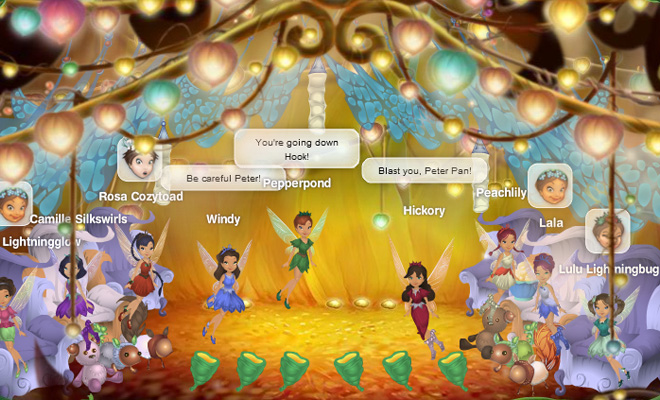 You're going down
Hook!
Be careful Peter!
Pepperpond
Blast you, Peter Pan!
Rosa Cozytoad
Peachlily
Camilla Silkswirls
Windy
Hickory
Lala
Lightningglow
Lulu Lightningbug